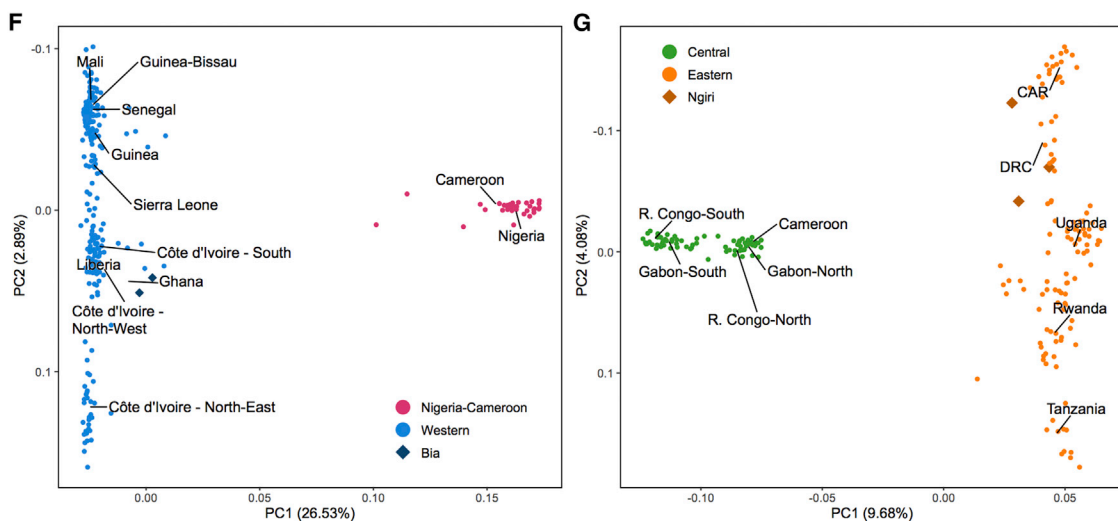 F
-0.1
Mali
Guinea-Bissau
Senegal
Guinea
Sierra Leone
PC2 (2.89%)
0.0
Cameroon
Nigeria
Côte d'Ivoire - South
Liberia
Ghana
Côte d'Ivoire -
North-West
0.1
Côte d'Ivoire - North-East
Nigeria-Cameroon
Western
Bia
0.00
0.05
0.10
0.15
PC1 (26.53%)
G
Central
Eastern
Ngiri
CAR
-0.1
DRC
PC2 (4.08%)
R. Congo-South
Cameroon
Uganda
0.0
Gabon-South
Gabon-North
R. Congo-North
Rwanda
0.1
Tanzania
-0.10
-0.05
0.00
0.05
PC1 (9.68%)